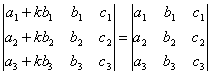 |a₁ + kb₁ b₁ c₁| |a₁ b₁ c₁|
|a₂ + kb₂ b₂ c₂| = |a₂ b₂ c₂|
|a₃ + kb₃ b₃ c₃| |a₃ b₃ c₃|